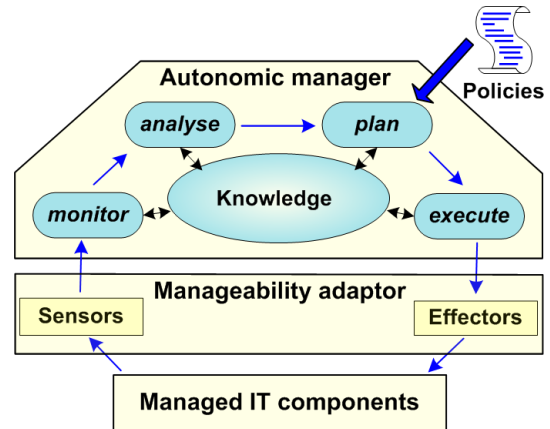 Autonomic manager
Policies
analyse
plan
Knowledge
monitor
execute
Manageability adaptor
Sensors
Effectors
Managed IT components